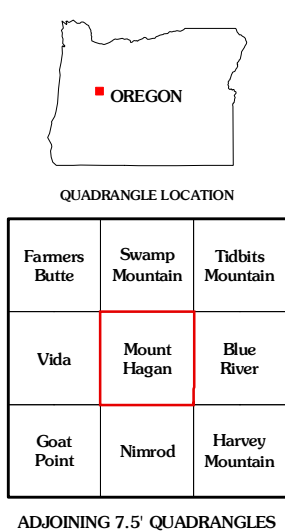 OREGON
QUADRANGLE LOCATION
Farmers
Butte
Swamp
Mountain
Tidbits
Mountain
Vida
Mount
Hagan
Blue
River
Goat
Point
Nimrod
Harvey
Mountain
ADJOINING 7.5' QUADRANGLES